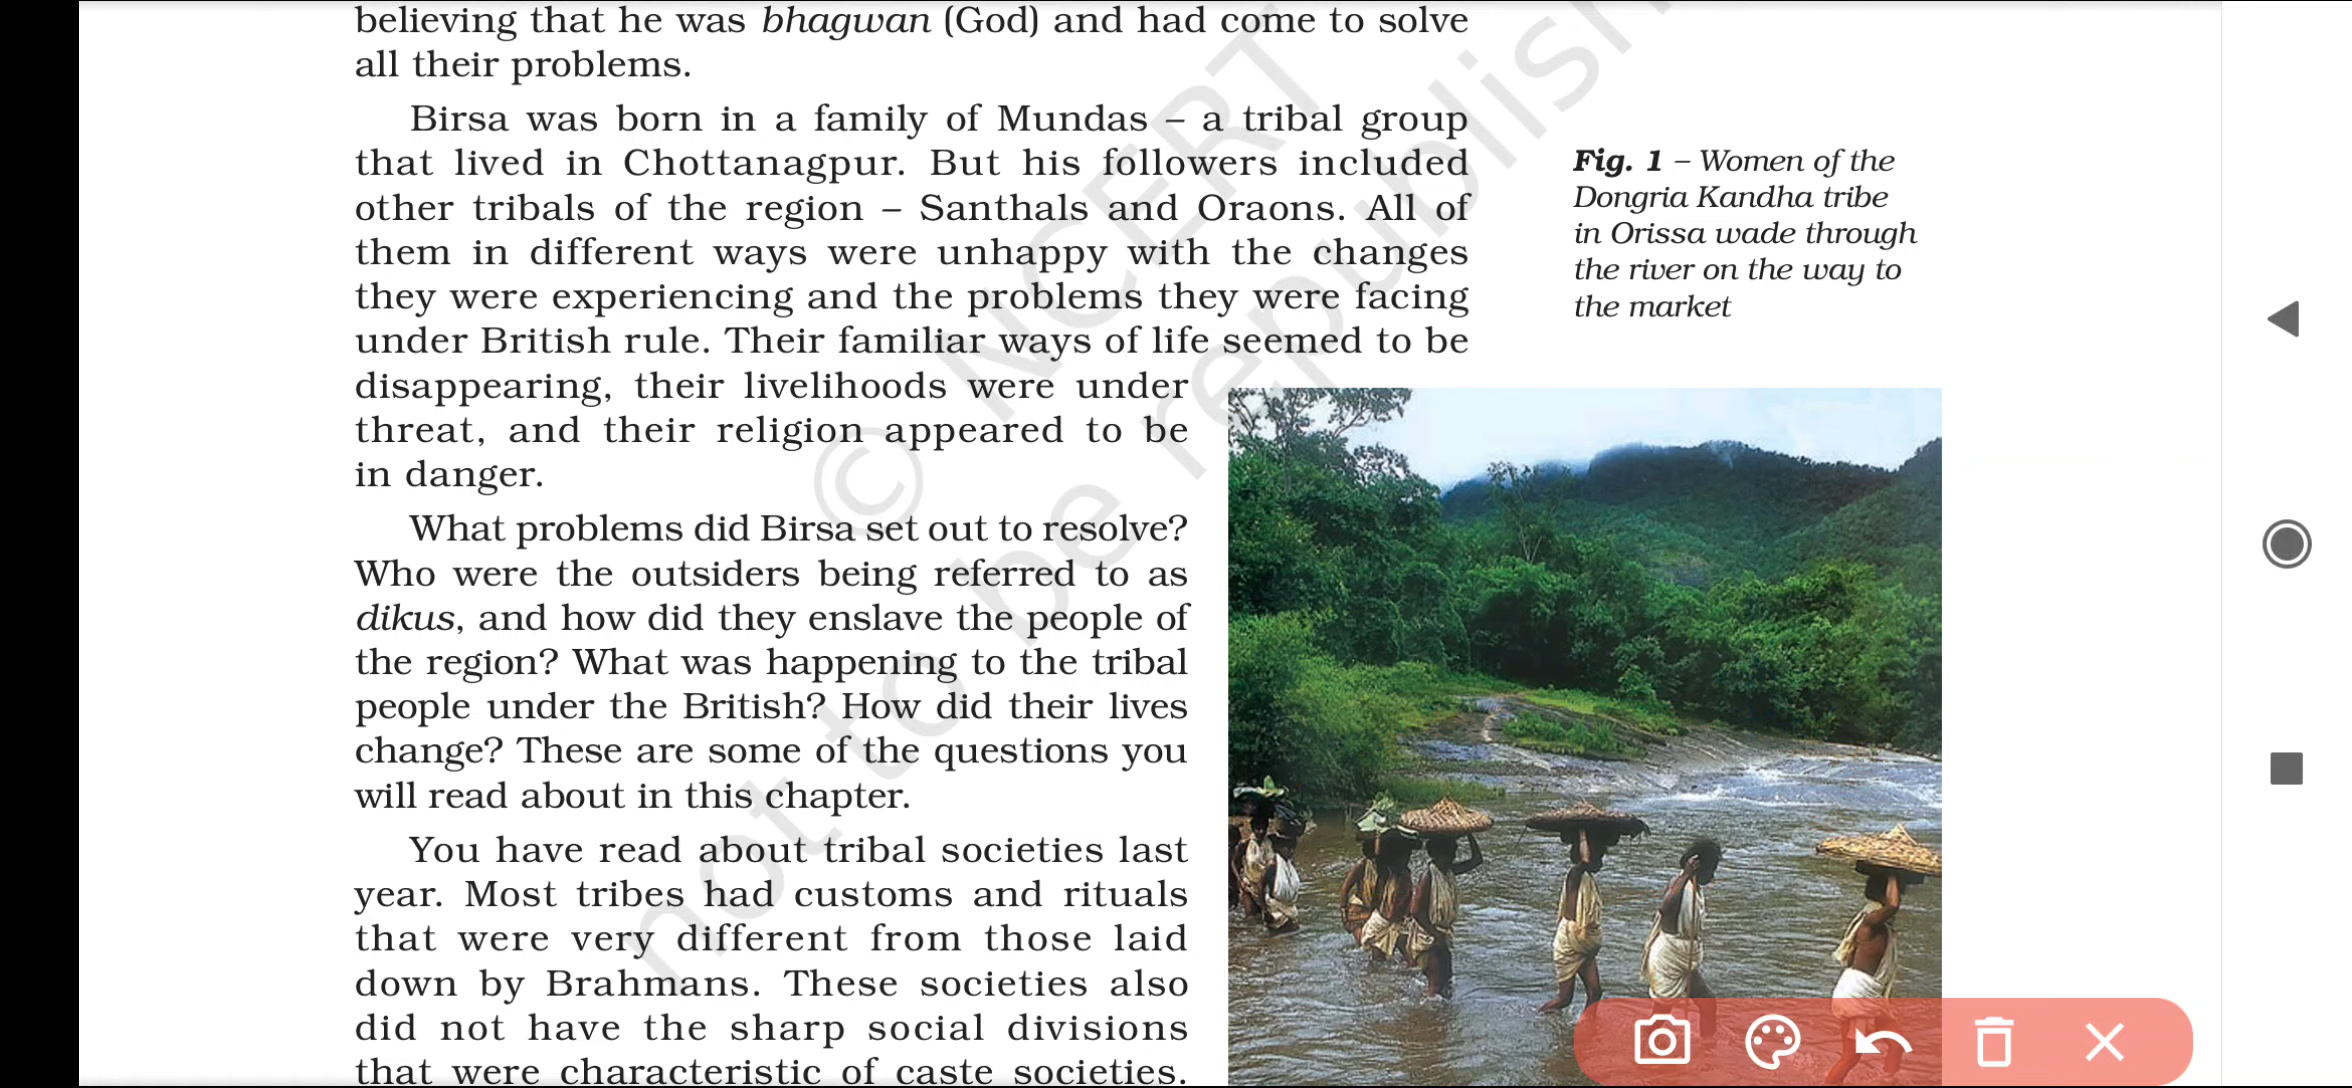 believing that he was bhagwan (God) and had come to solve
all their problems.
Birsa was born in a family of Mundas – a tribal group
that lived in Chottanagpur. But his followers included
other tribals of the region – Santhals and Oraons. All of
them in different ways were unhappy with the changes
they were experiencing and the problems they were facing
under British rule. Their familiar ways of life seemed to be
disappearing, their livelihoods were under
threat, and their religion appeared to be
in danger.
What problems did Birsa set out to resolve?
Who were the outsiders being referred to as
dikus, and how did they enslave the people of
the region? What was happening to the tribal
people under the British? How did their lives
change? These are some of the questions you
will read about in this chapter.
You have read about tribal societies last
year. Most tribes had customs and rituals
that were very different from those laid
down by Brahmans. These societies also
did not have the sharp social divisions
that were characteristic of caste societies.
Fig. 1 – Women of the
Dongria Kandha tribe
in Orissa wade through
the river on the way to
the market
© NCERT
not to be republish